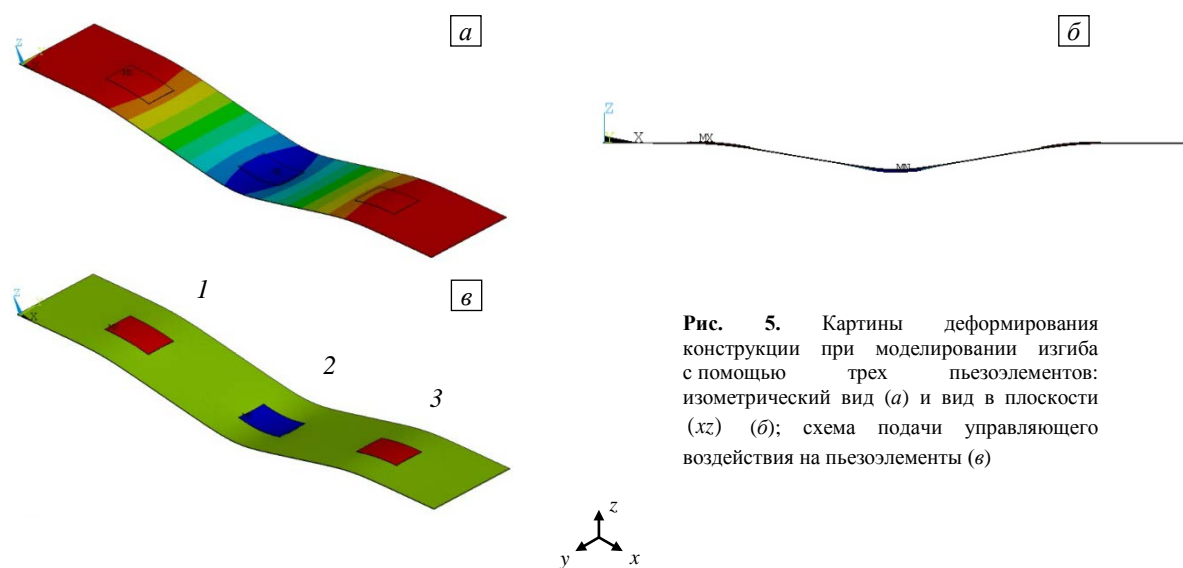 а
z
б
Z
X
MX
MN
в
z
X
1
2
3
Рис. 5. Картины деформирования
конструкции при моделировании изгиба
с помощью трех пьезоэлементов:
изометрический вид (а) и вид в плоскости
(xz) (б); схема подачи управляющего
воздействия на пьезоэлементы (в)
z
y
x